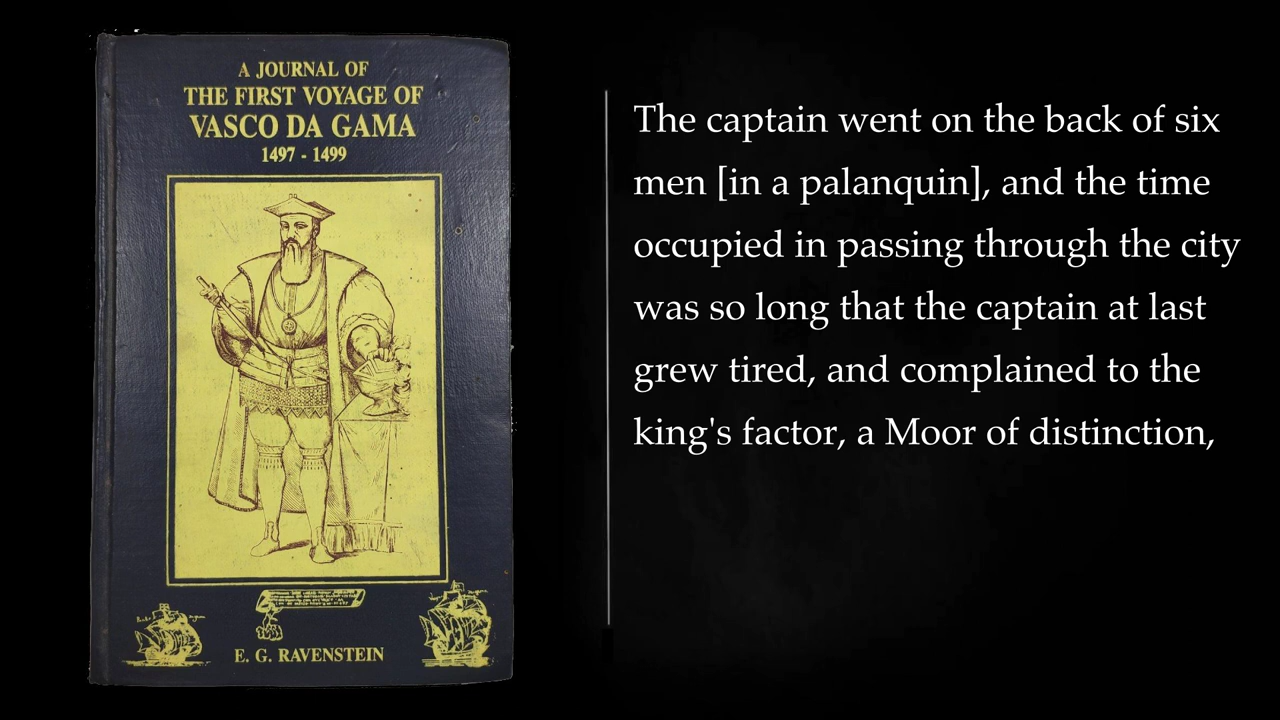 A JOURNAL OF
THE FIRST VOYAGE OF
VASCO DA GAMA
1497 - 1499
E. G. RAVENSTEIN
The captain went on the back of six
men [in a palanquin], and the time
occupied in passing through the city
was so long that the captain at last
grew tired, and complained to the
king's factor, a Moor of distinction,